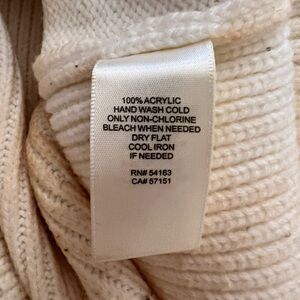 100% ACRYLIC
HAND WASH COLD
ONLY NON-CHLORINE
BLEACH WHEN NEEDED
DRY FLAT
COOL IRON
IF NEEDED
RN# 54163
CA# 57151